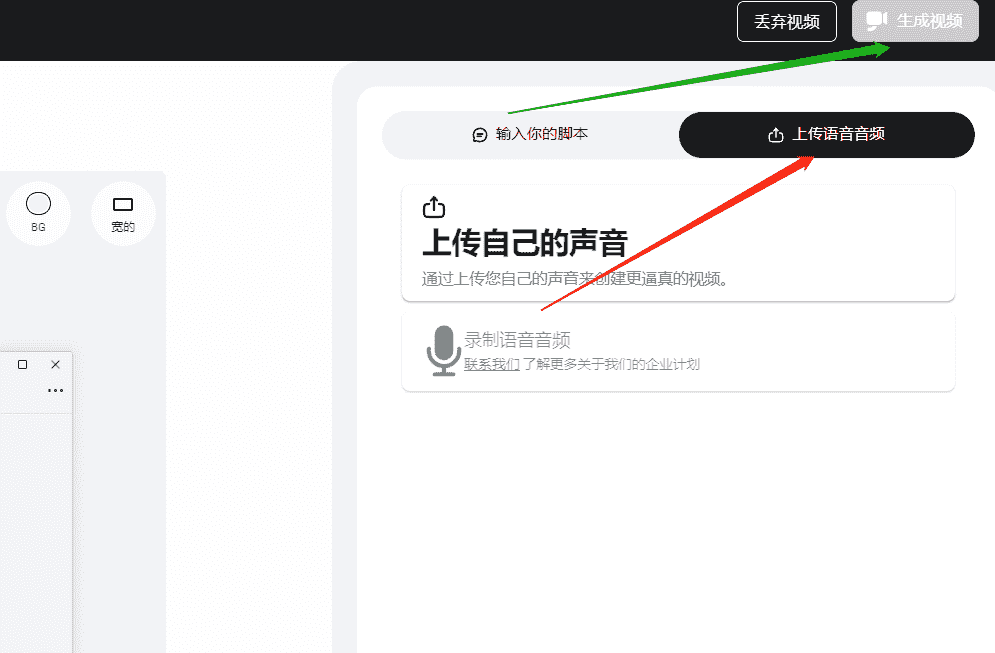 丢弃视频
生成视频
输入你的脚本
上传语音音频
BG
宽的
上传自己的声音
通过上传您自己的声音来创建更逼真的视频。
录制语音音频
联系我们 了解更多关于我们的企业计划